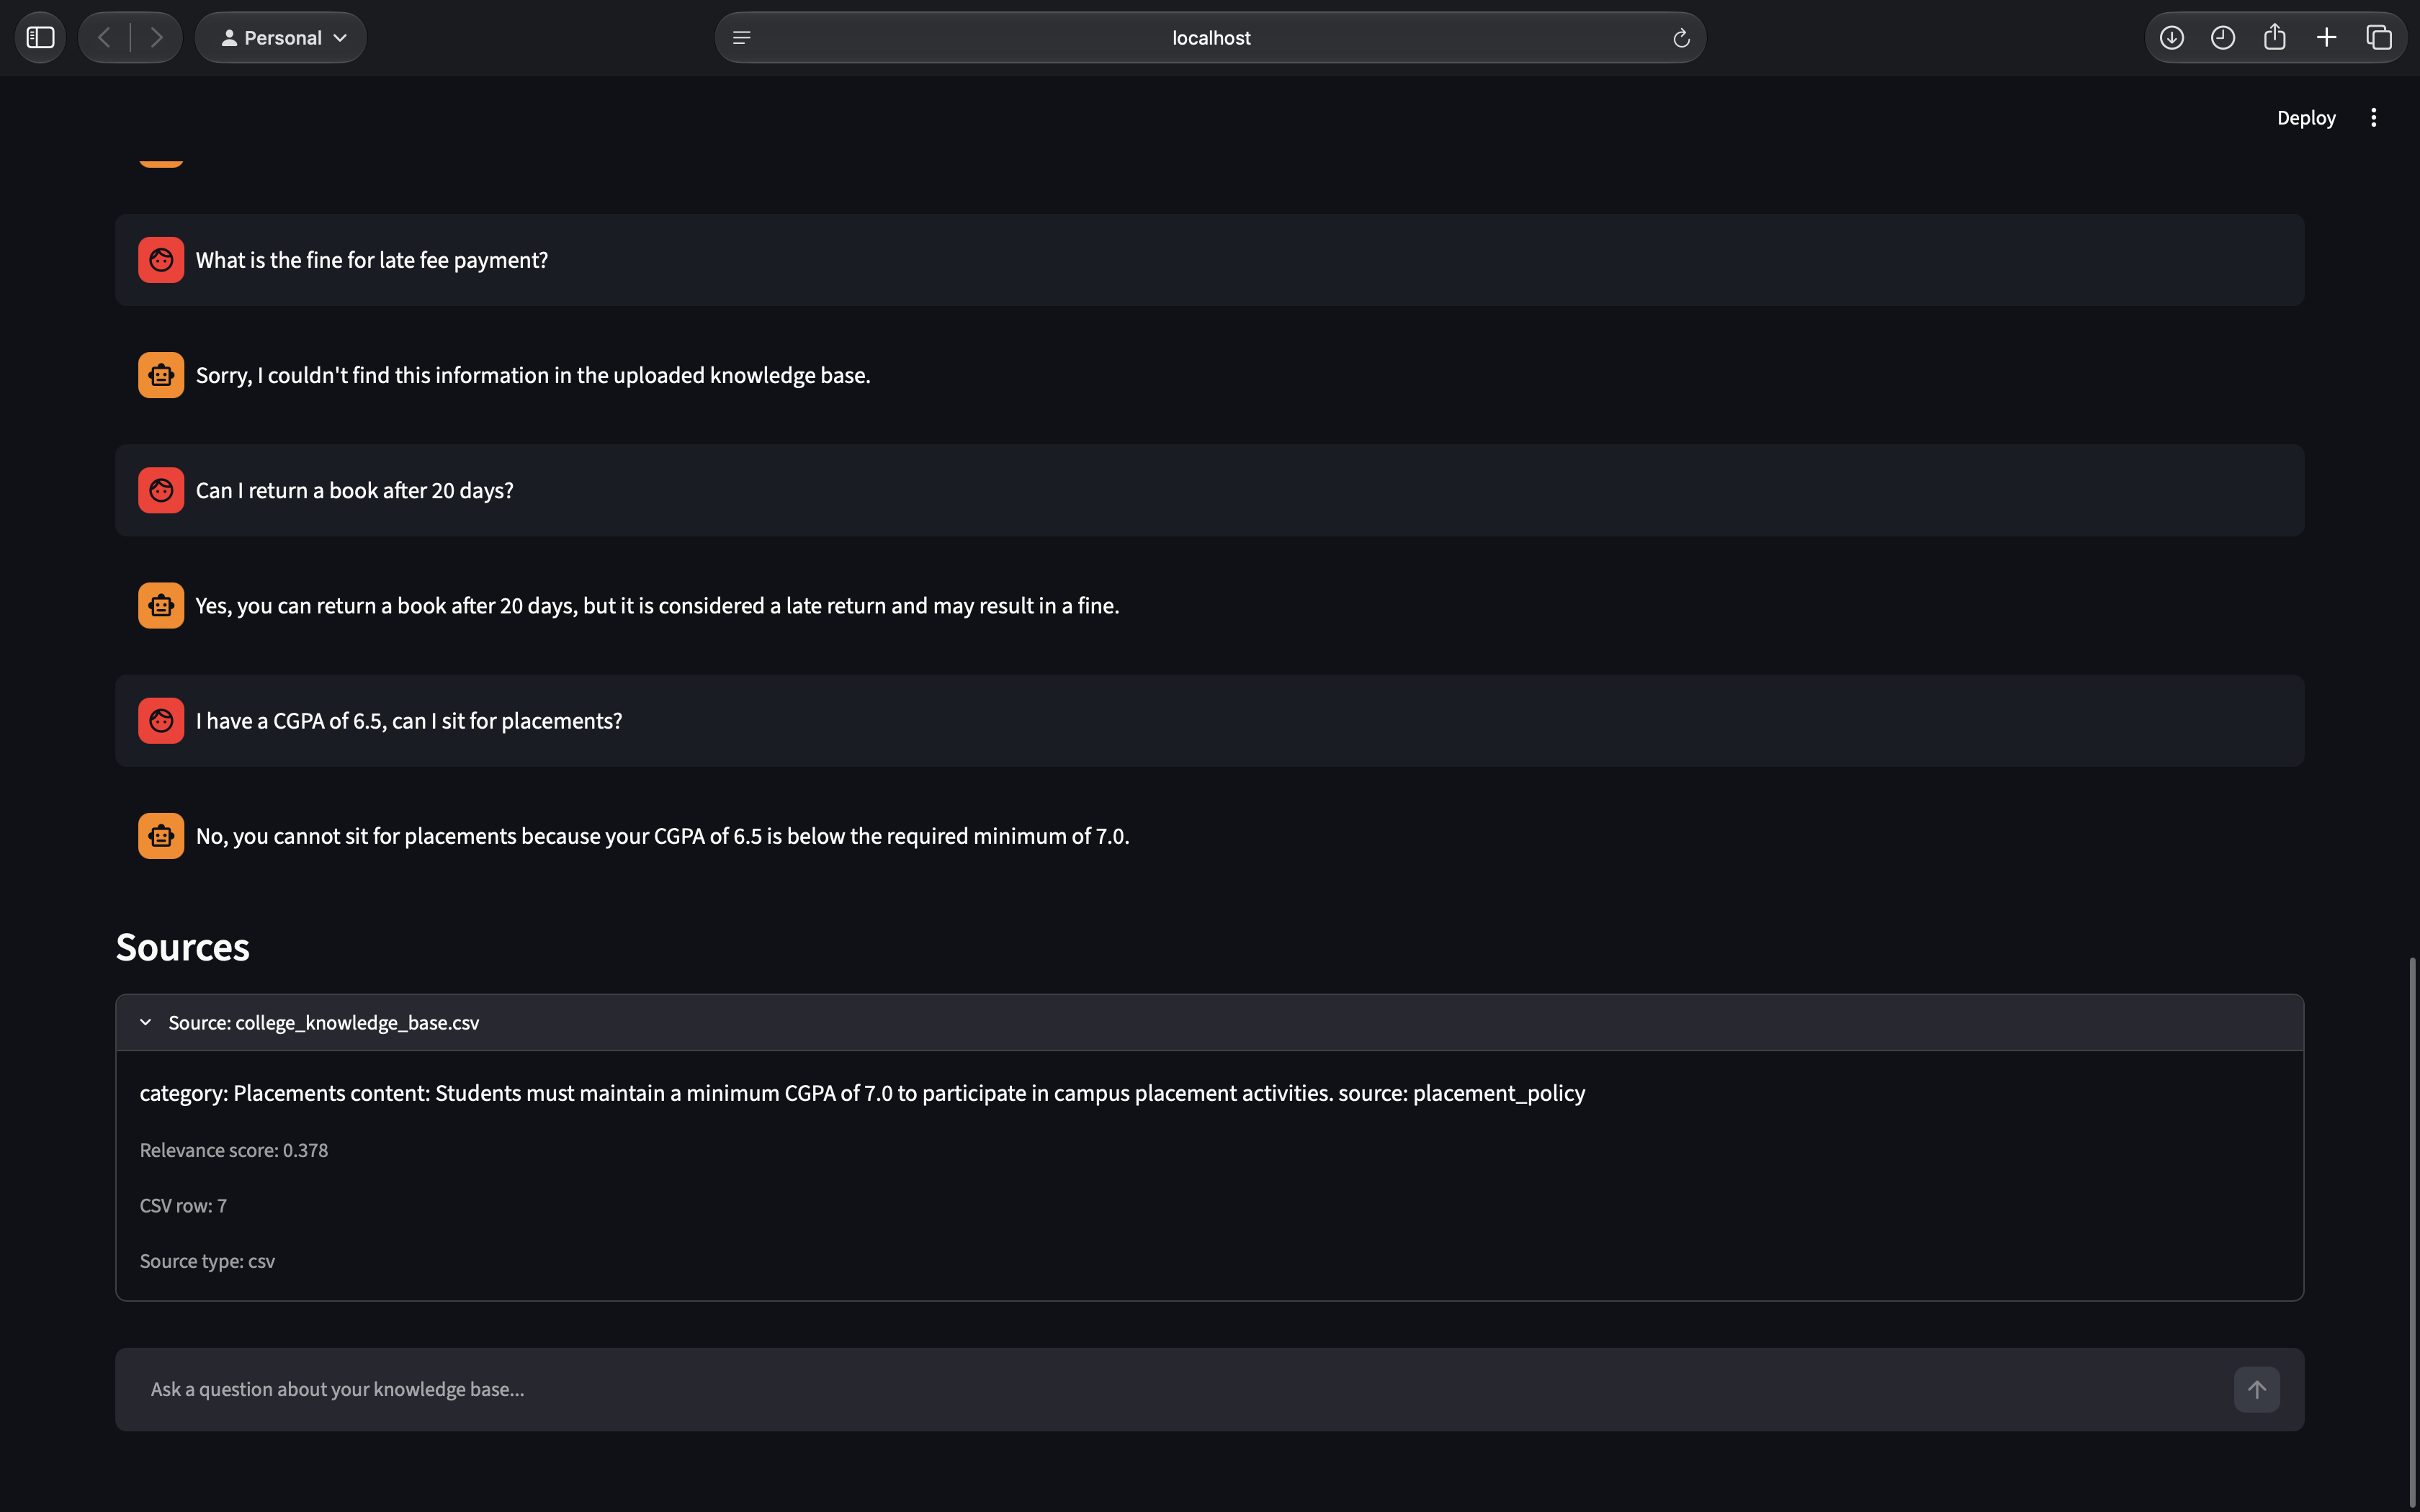 Personal
localhost
Deploy
What is the fine for late fee payment?
Sorry, I couldn't find this information in the uploaded knowledge base.
Can I return a book after 20 days?
Yes, you can return a book after 20 days, but it is considered a late return and may result in a fine.
I have a CGPA of 6.5, can I sit for placements?
No, you cannot sit for placements because your CGPA of 6.5 is below the required minimum of 7.0.
Sources
Source: college_knowledge_base.csv
category: Placements content: Students must maintain a minimum CGPA of 7.0 to participate in campus placement activities. source: placement_policy
Relevance score: 0.378
CSV row: 7
Source type: csv
Ask a question about your knowledge base...